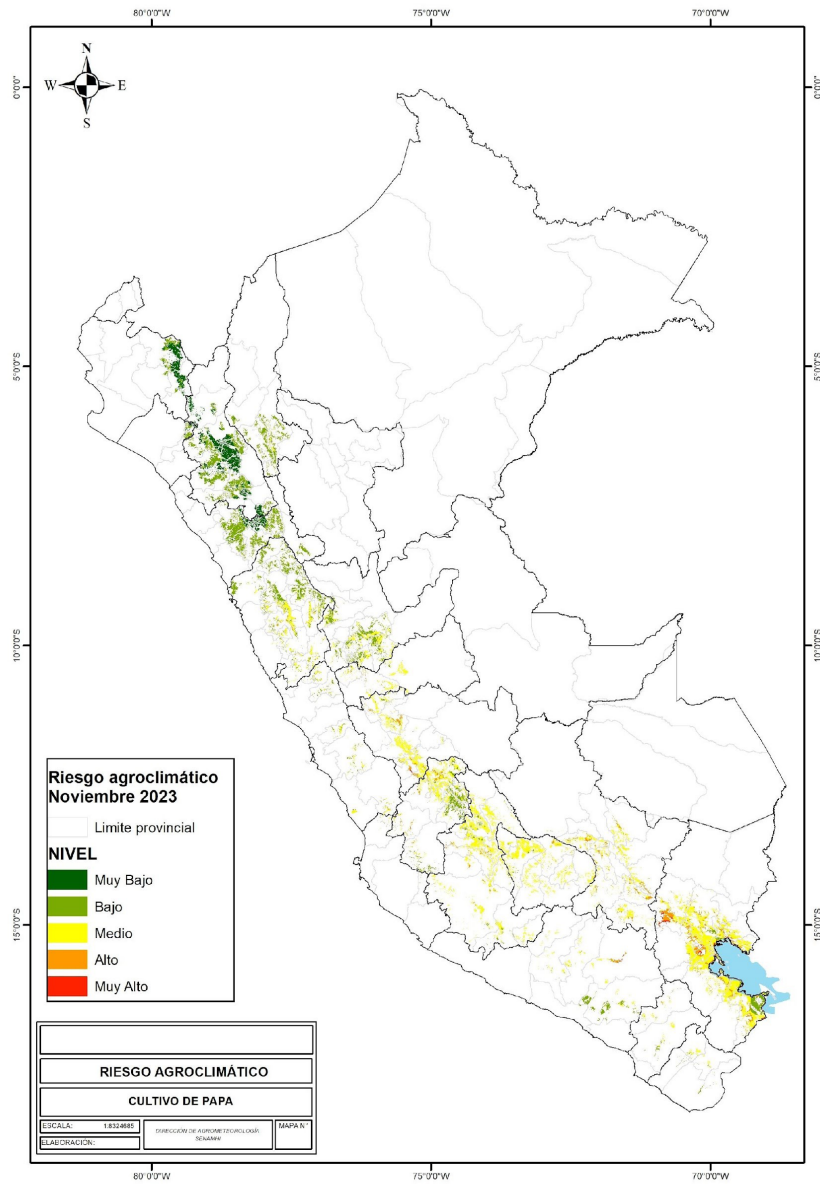 80°0'0"W 75°0'0"W 70°0'0"W
N
W E
S
0°0'0" 0°0'0"
5°0'0"S 5°0'0"S
10°0'0"S 10°0'0"S
15°0'0"S 15°0'0"S
Riesgo agroclimático
Noviembre 2023
Limite provincial
NIVEL
Muy Bajo
Bajo
Medio
Alto
Muy Alto
RIESGO AGROCLIMÁTICO
CULTIVO DE PAPA
ESCALA: 1:8324685
DIRECCIÓN DE AGROMETEOROLOGÍA
SENAMHI
MAPA N°
ELABORACIÓN:
80°0'0"W 75°0'0"W 70°0'0"W